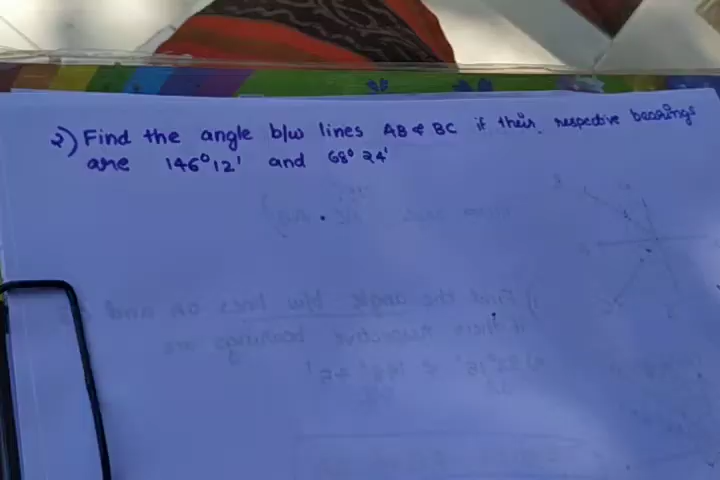 2) Find the angle b/w lines AB & BC if their respective bearings
are 146° 12' and 68° 24'